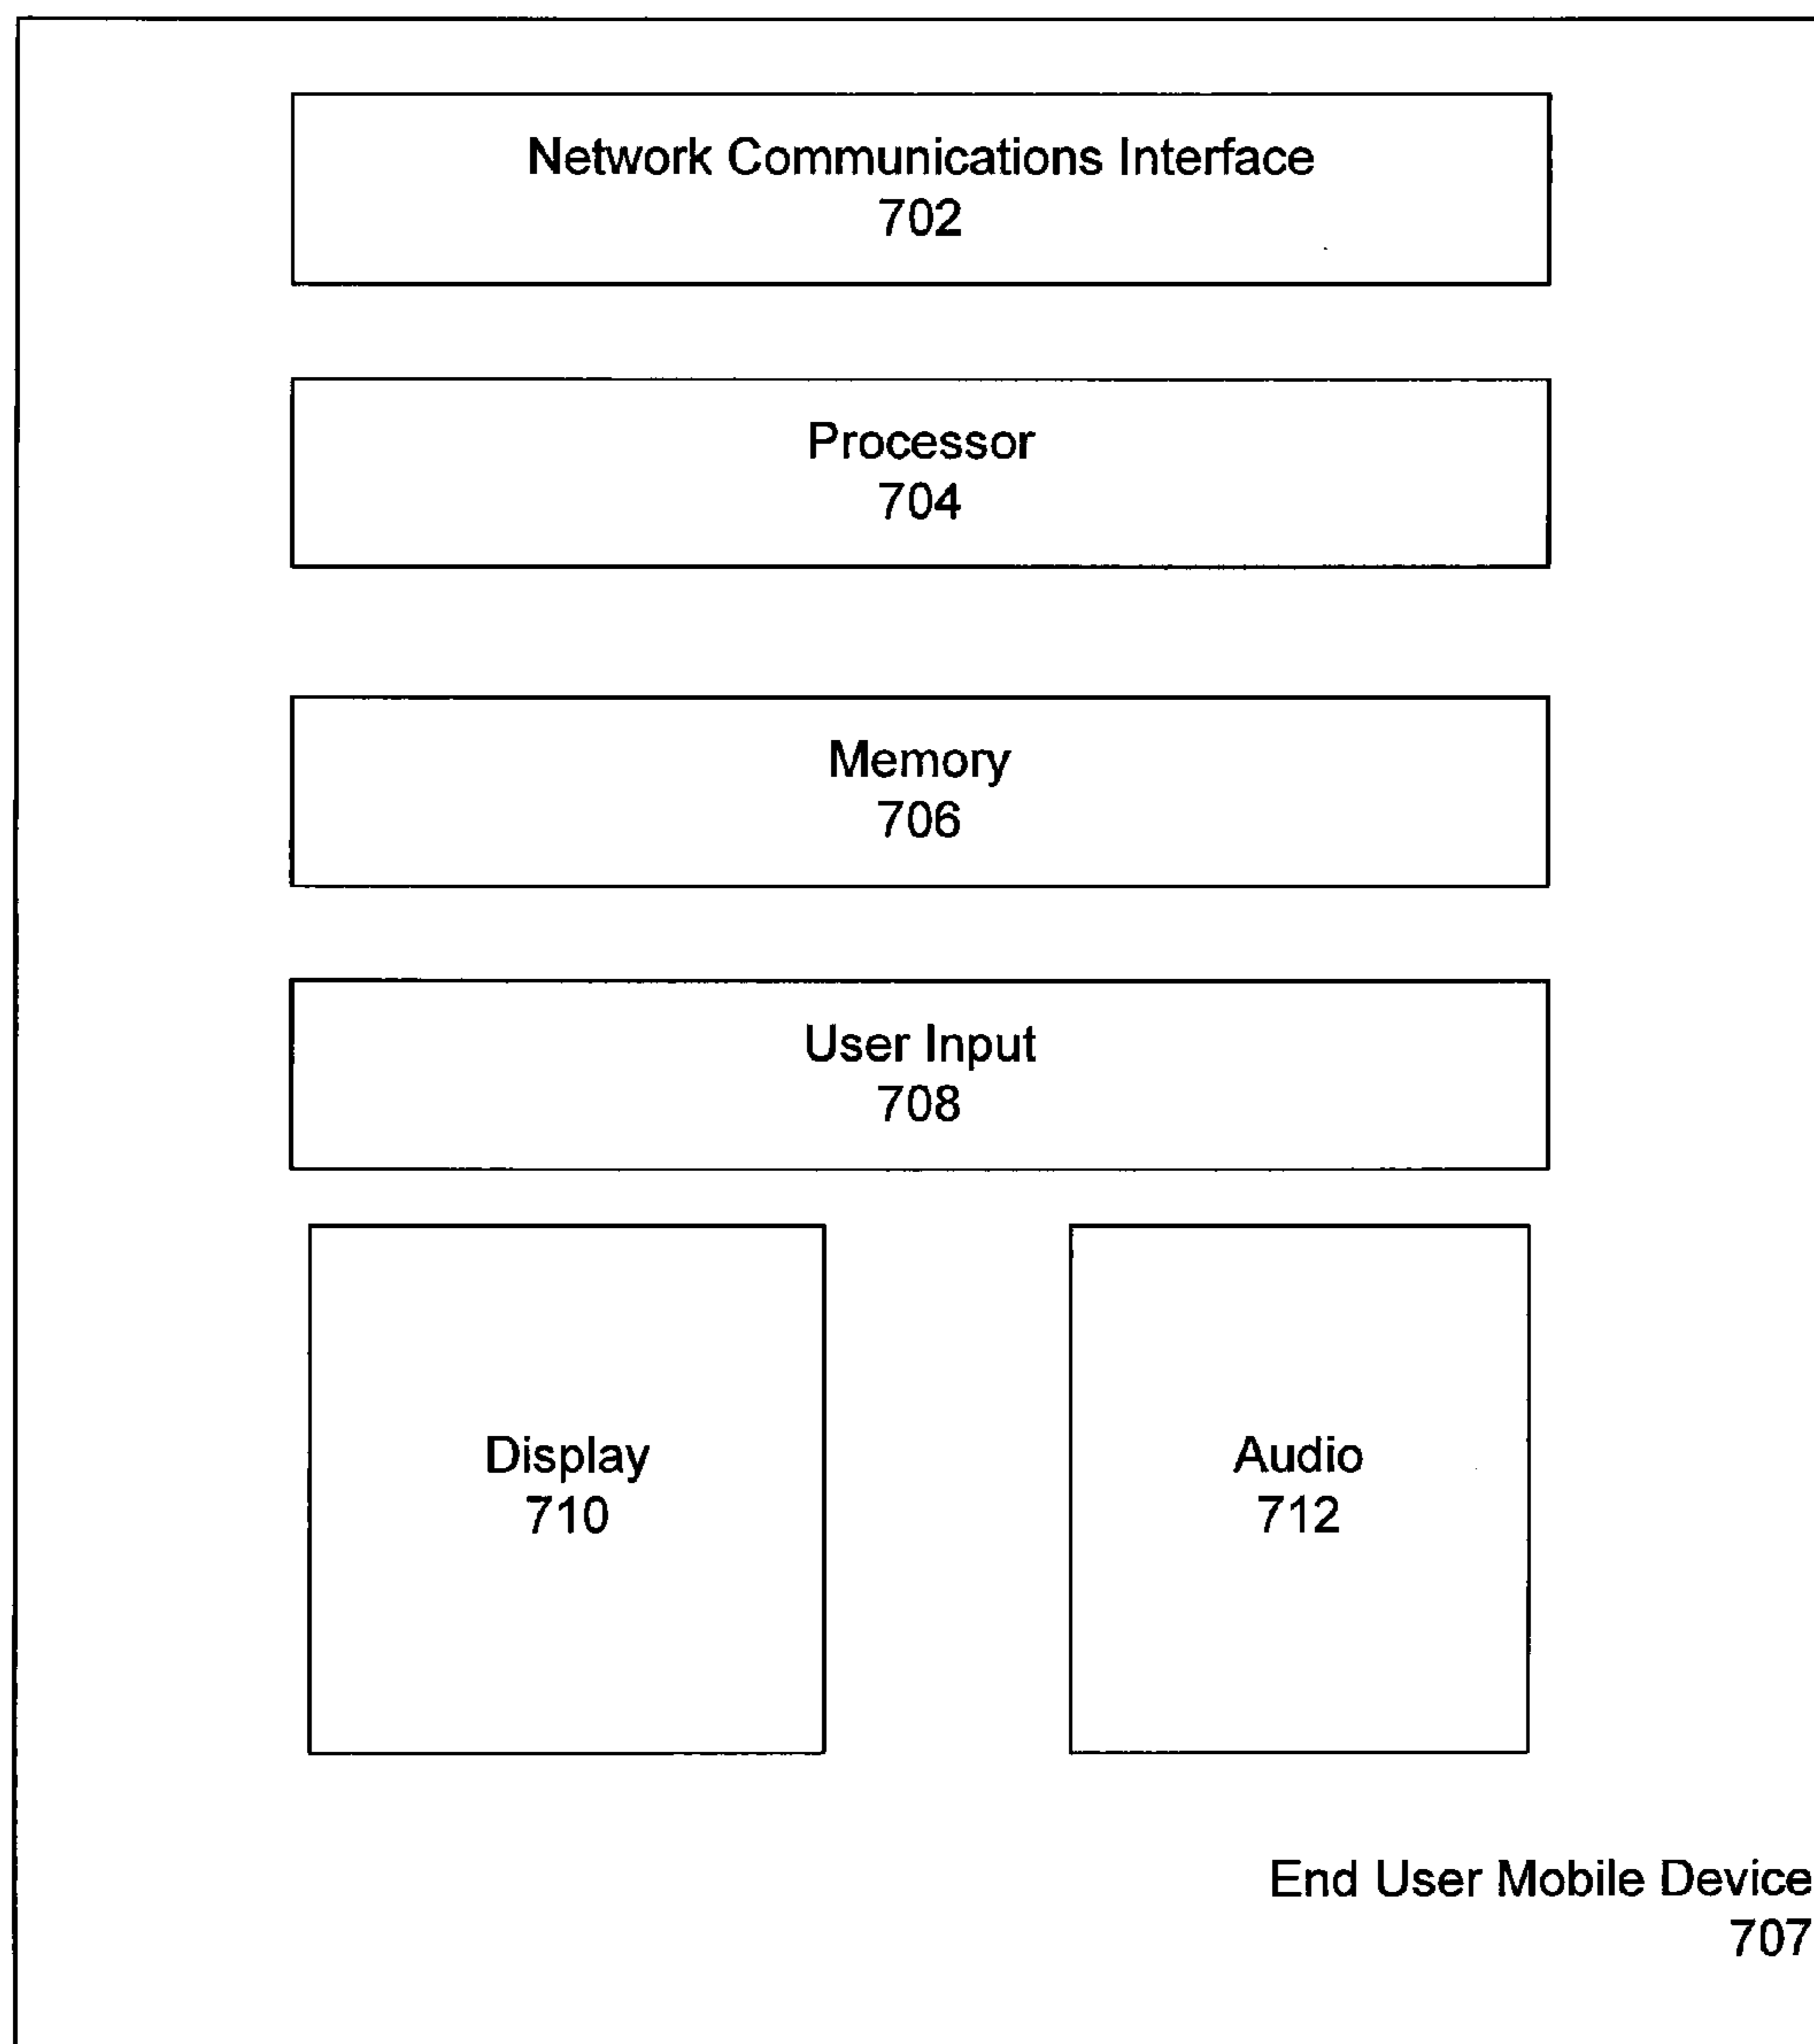 Network Communications Interface
702
Processor
704
Memory
706
User Input
708
Display
710
Audio
712
End User Mobile Device
707